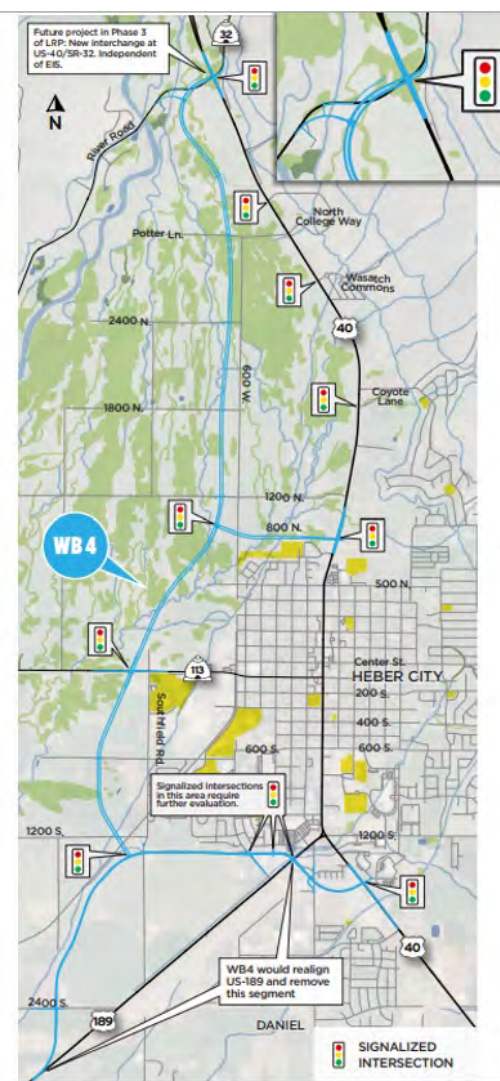 Future project in Phase 3
of LRP: New interchange at
US-40/SR-32. Independent
of EIS.
32
N
River Road
North
College Way
Potter Ln.
Wasatch
Commons
2400 N.
40
600 W.
Coyote
Lane
1800 N.
1200 N.
800 N.
WB 4
500 N.
Center St.
113
HEBER CITY
200 S.
Southfield Rd.
400 S.
600 S.
600 S.
Signalized intersections
in this area require
further evaluation.
1200 S.
1200 S.
40
WB4 would realign
US-189 and remove
this segment
2400 S.
189
DANIEL
SIGNALIZED
INTERSECTION